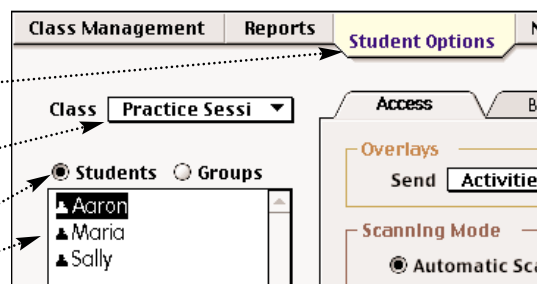 Class Management Reports Student Options
Class Practice Sessi
Access
Students Groups
Aaron
Maria
Sally
Overlays
Send Activitie
Scanning Mode
Automatic Sca